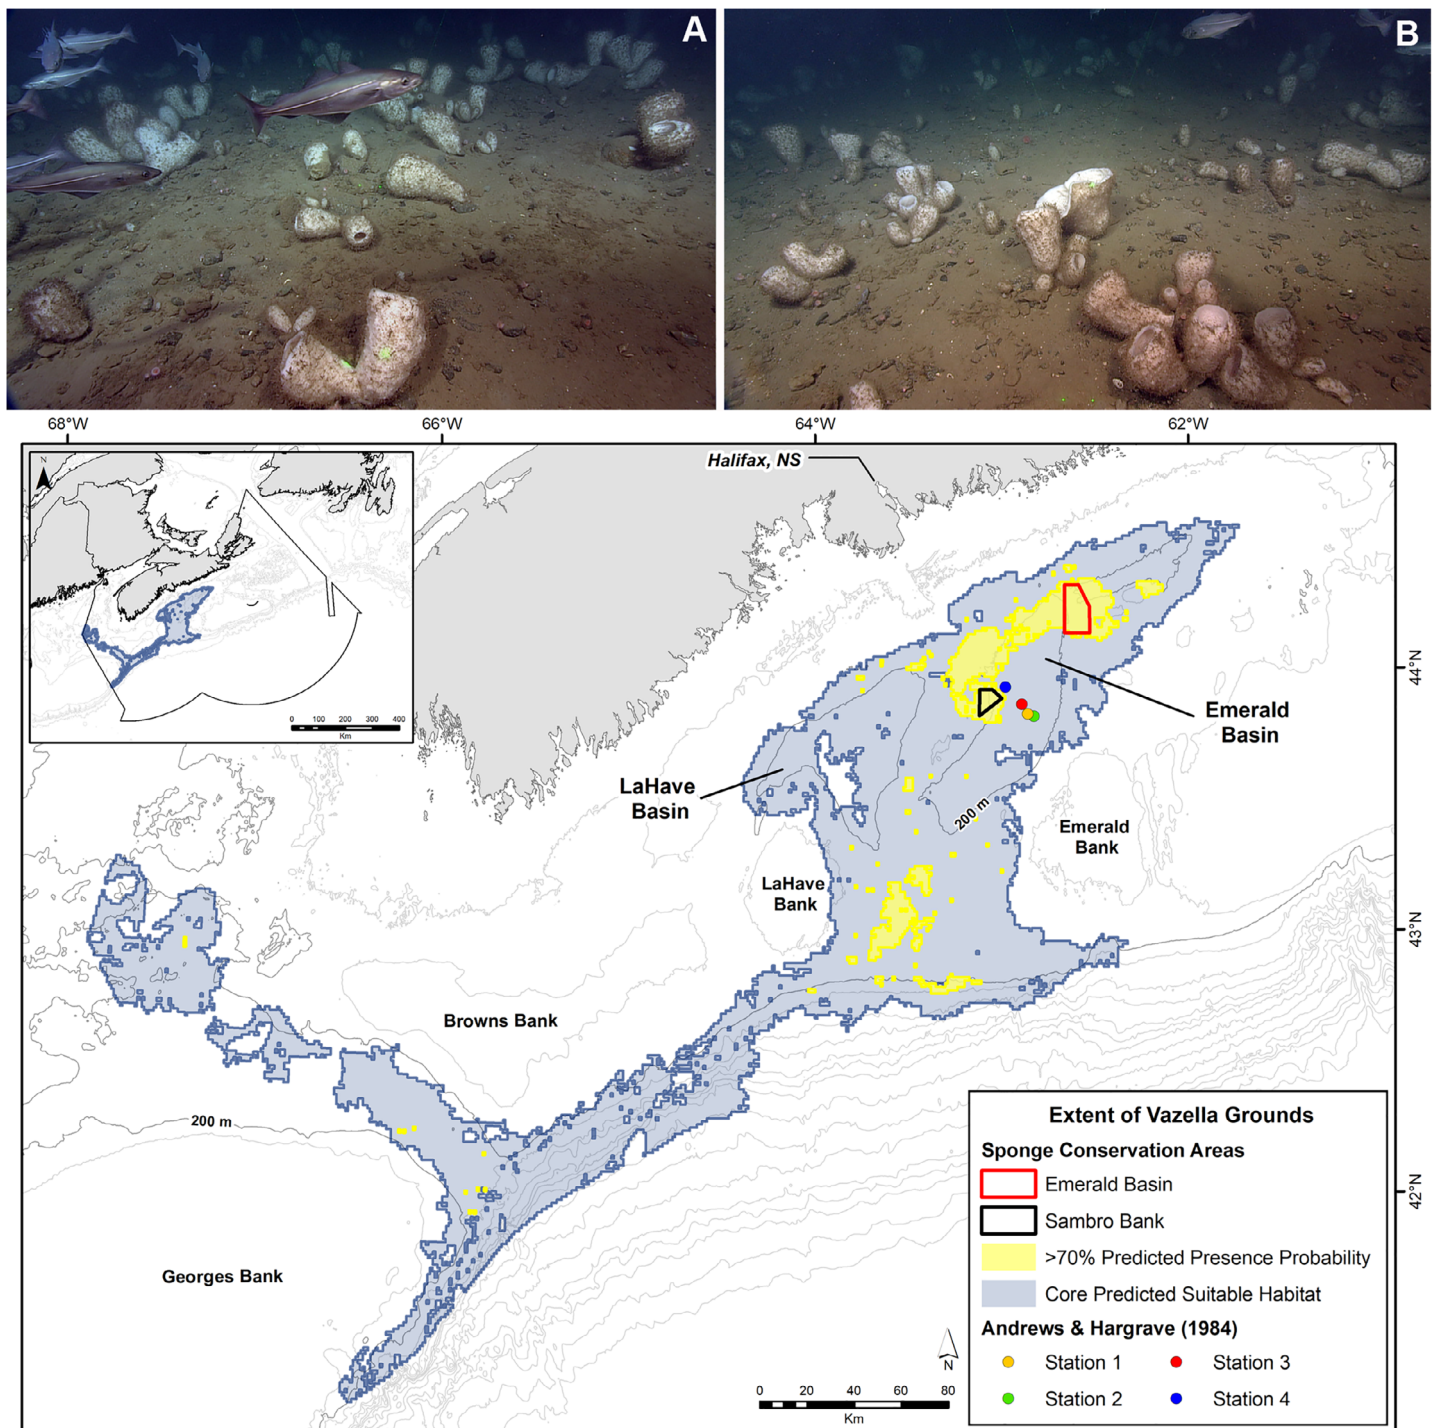 A
B
68°W
66°W
64°W
62°W
N
Halifax, NS
44°N
Emerald
Basin
0 100 200 300 400
Km
LaHave
Basin
200 m
Emerald
Bank
LaHave
Bank
43°N
Browns Bank
200 m
42°N
Georges Bank
Extent of Vazella Grounds
Sponge Conservation Areas
Emerald Basin
Sambro Bank
>70% Predicted Presence Probability
Core Predicted Suitable Habitat
Andrews & Hargrave (1984)
Station 1
Station 3
Station 2
Station 4
N
0 20 40 60 80
Km